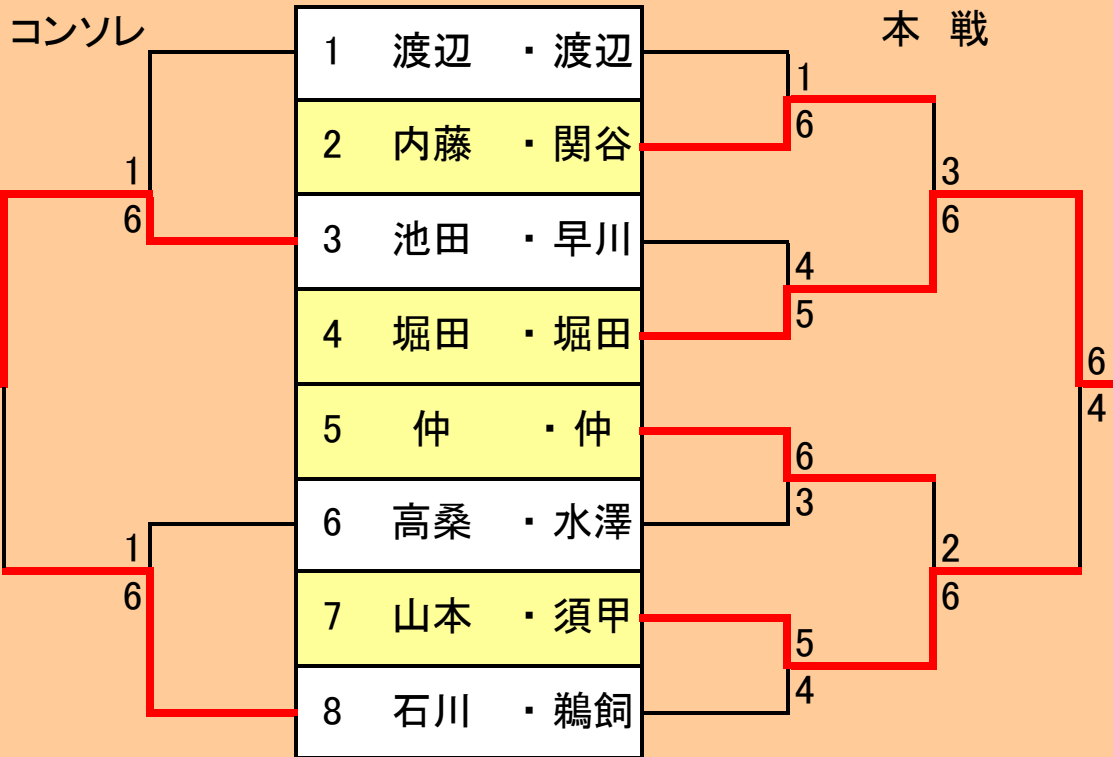 コンソレ
本 戦
1 渡辺 ・渡辺
2 内藤 ・関谷
3 池田 ・早川
4 堀田 ・堀田
5 仲 ・仲
6 高桑 ・水澤
7 山本 ・須甲
8 石川 ・鵜飼
1
6
1
6
1
6
4
5
6
3
5
4
3
6
2
6
6
4